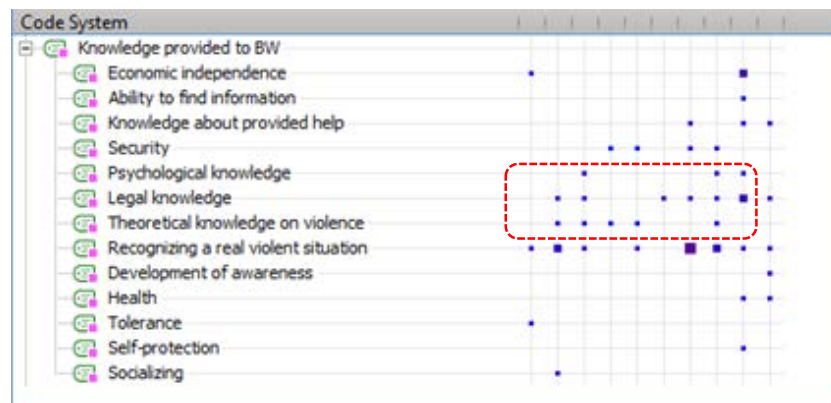 Code System
Knowledge provided to BW
Economic independence
Ability to find information
Knowledge about provided help
Security
Psychological knowledge
Legal knowledge
Theoretical knowledge on violence
Recognizing a real violent situation
Development of awareness
Health
Tolerance
Self-protection
Socializing